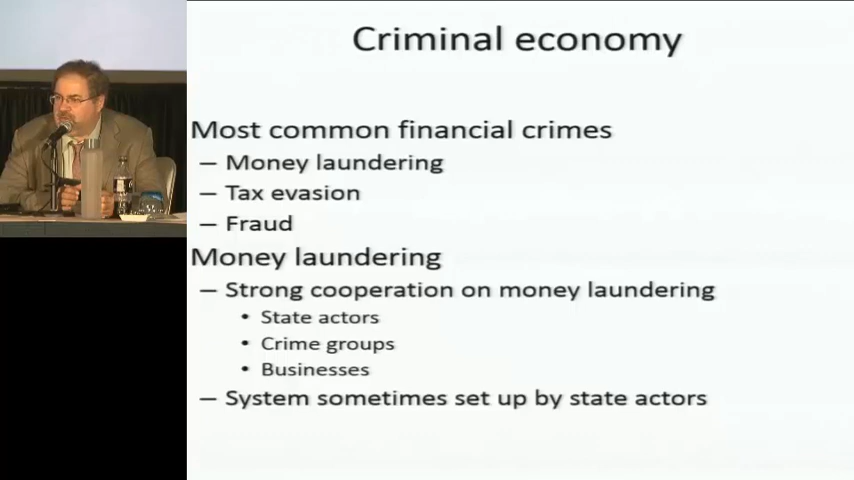 Criminal economy
Most common financial crimes
– Money laundering
– Tax evasion
– Fraud
Money laundering
– Strong cooperation on money laundering
• State actors
• Crime groups
• Businesses
– System sometimes set up by state actors